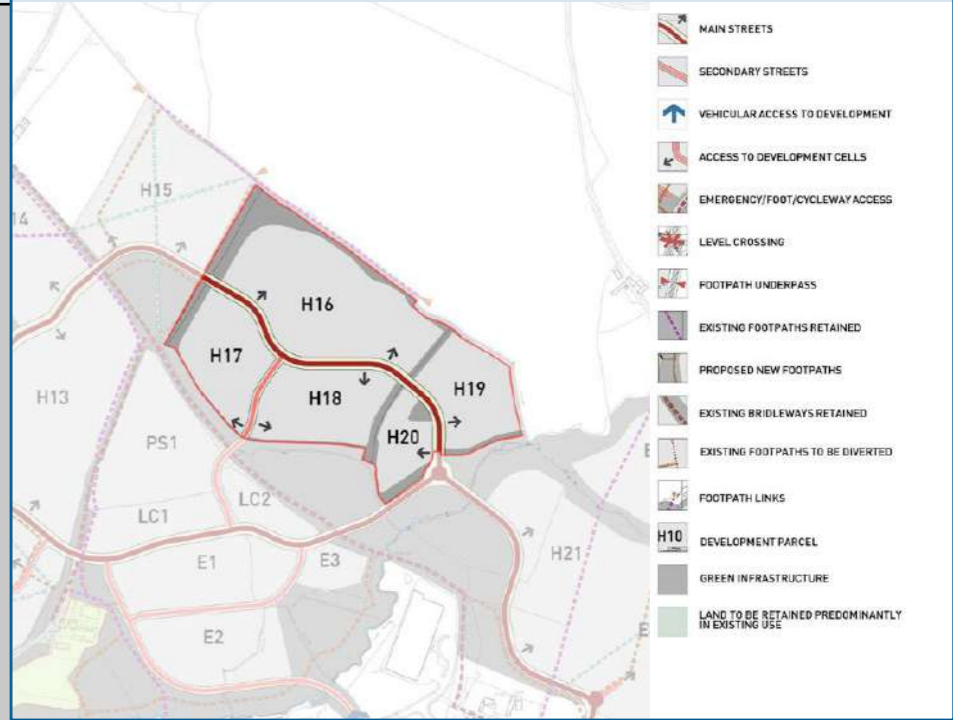 H15
14
H16
H17
H18
H19
H20
H13
PS1
LC2
LC1
E1
E3
E2
H21
MAIN STREETS
SECONDARY STREETS
VEHICULAR ACCESS TO DEVELOPMENT
ACCESS TO DEVELOPMENT CELLS
EMERGENCY/FOOT/CYCLEWAY ACCESS
LEVEL CROSSING
FOOTPATH UNDERPASS
EXISTING FOOTPATHS RETAINED
PROPOSED NEW FOOTPATHS
EXISTING BRIDLEWAYS RETAINED
EXISTING FOOTPATHS TO BE DIVERTED
FOOTPATH LINKS
H10 DEVELOPMENT PARCEL
GREEN INFRASTRUCTURE
LAND TO BE RETAINED PREDOMINANTLY
IN EXISTING USE